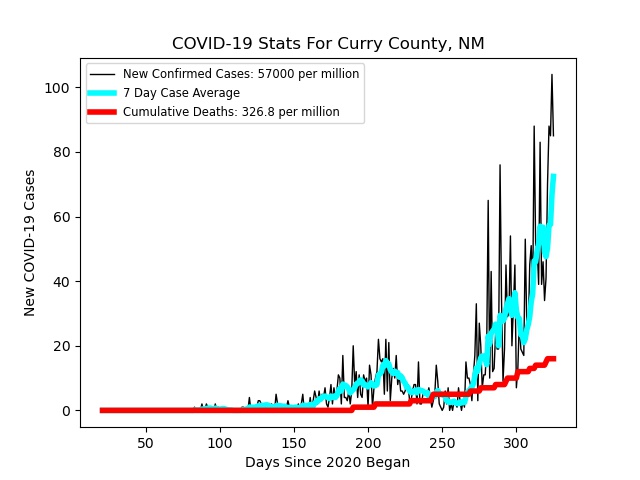 COVID-19 Stats For Curry County, NM
New Confirmed Cases: 57000 per million
7 Day Case Average
Cumulative Deaths: 326.8 per million
New COVID-19 Cases
100
80
60
40
20
0
50
100
150
200
250
300
Days Since 2020 Began